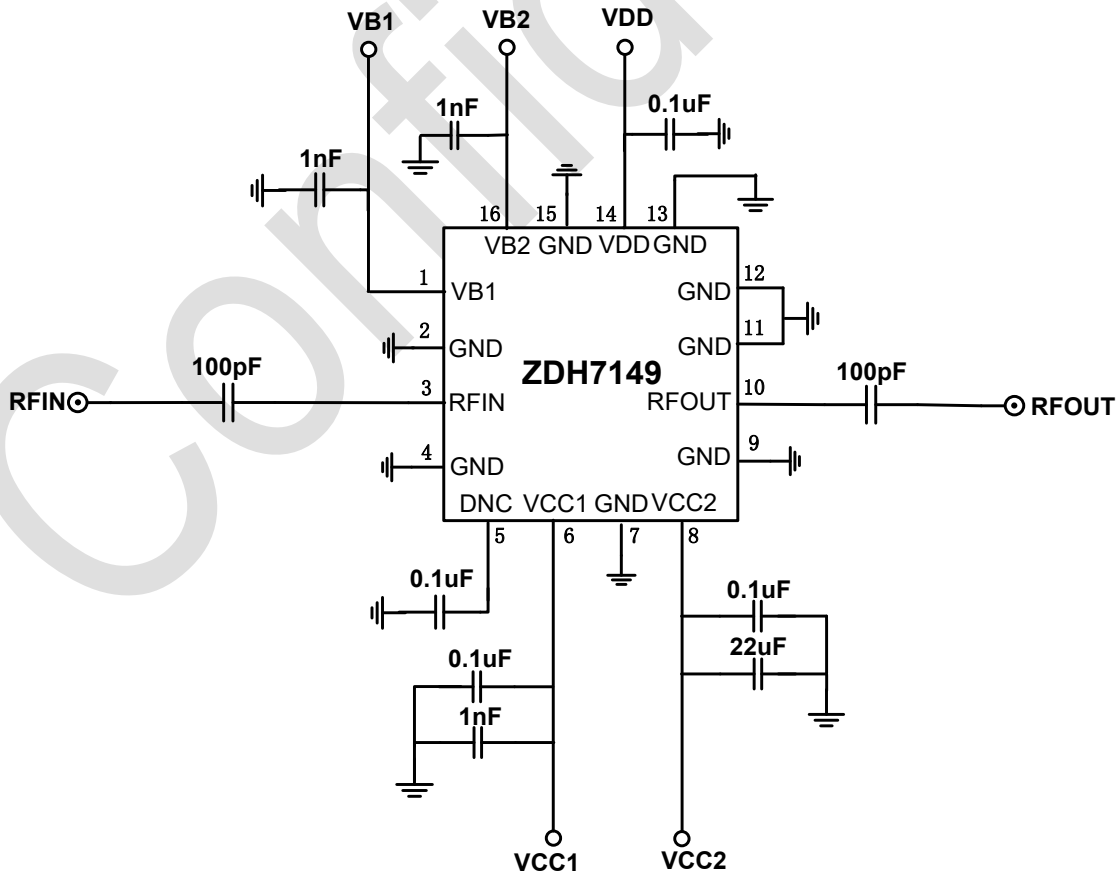 VB1 VB2 VDD
1nF 0.1uF
1nF
16 15 14 13
VB2 GND VDD GND
1 VB1 GND 12
2 GND GND 11
ZDH7149
100pF 100pF
RFIN 3 RFIN RFOUT 10 RFOUT
4 GND GND 9
DNC VCC1 GND VCC2
5 6 7 8
0.1uF 0.1uF
0.1uF 22uF
1nF
VCC1 VCC2
Confid